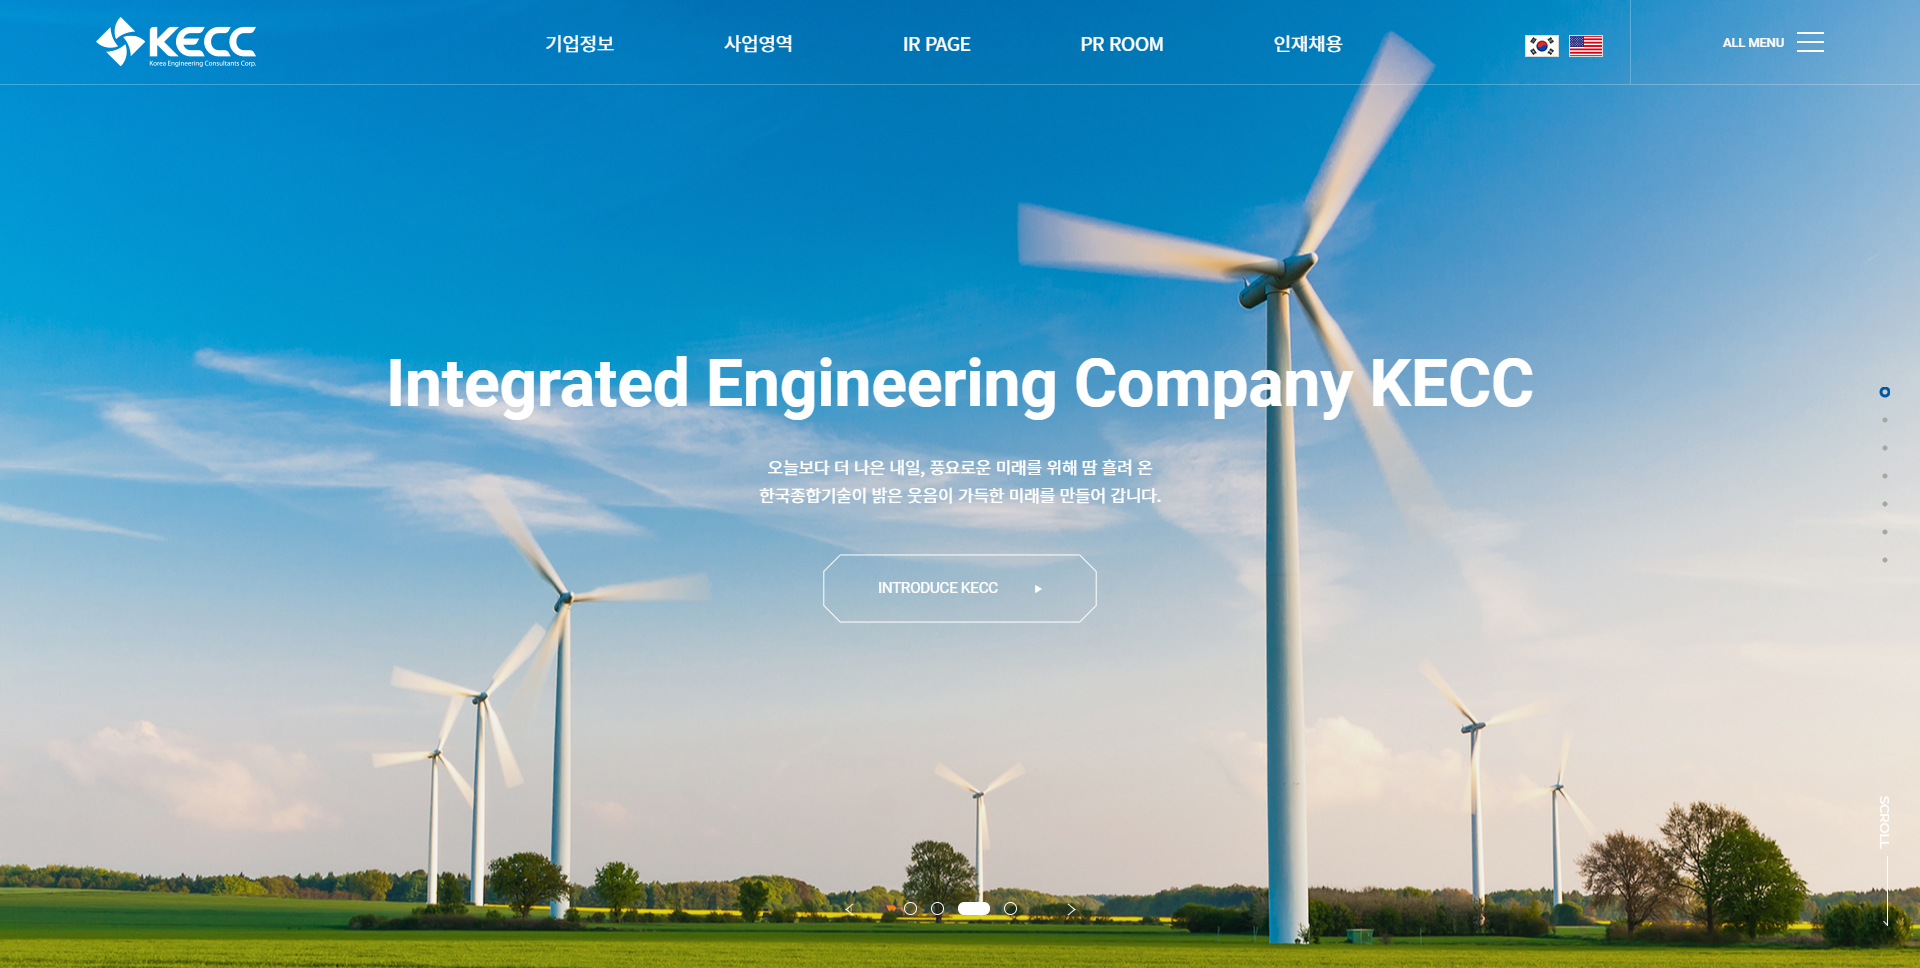 KECC
Korea Engineering Consultants Corp.
기업정보
사업영역
IR PAGE
PR ROOM
인재채용
ALL MENU
Integrated Engineering Company KECC
오늘보다 더 나은 내일, 풍요로운 미래를 위해 땀 흘려 온
한국종합기술이 밝은 웃음이 가득한 미래를 만들어 갑니다.
INTRODUCE KECC
SCROLL